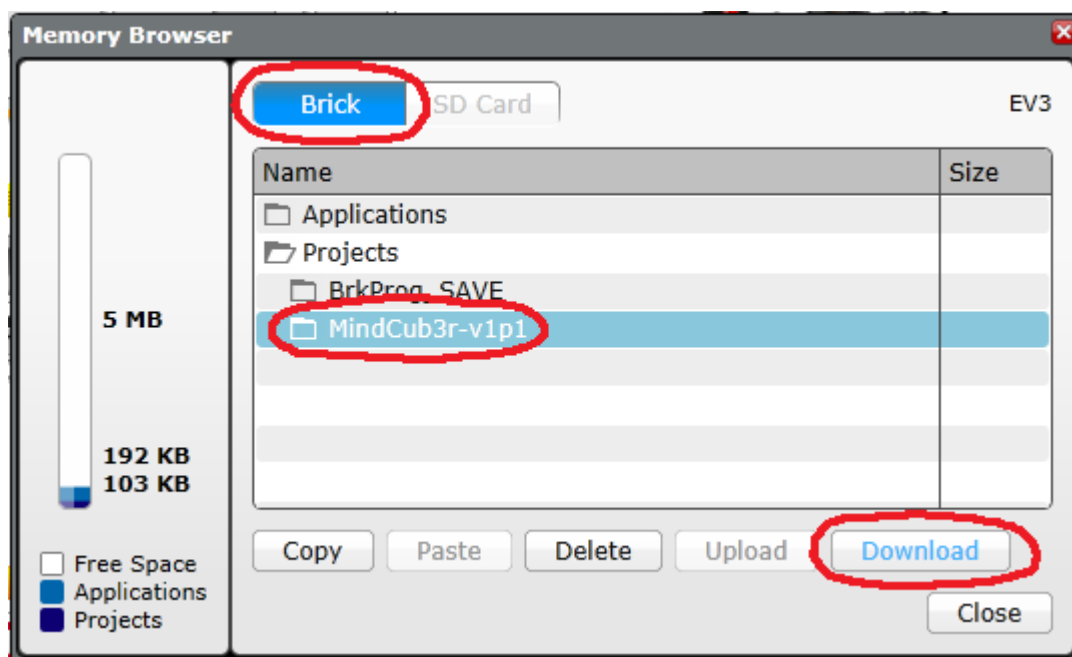 Memory Browser
Brick
SD Card
EV3
Name
Size
Applications
Projects
BrkProg_SAVE
MindCub3r-v1p1
5 MB
192 KB
103 KB
Free Space
Applications
Projects
Copy
Paste
Delete
Upload
Download
Close